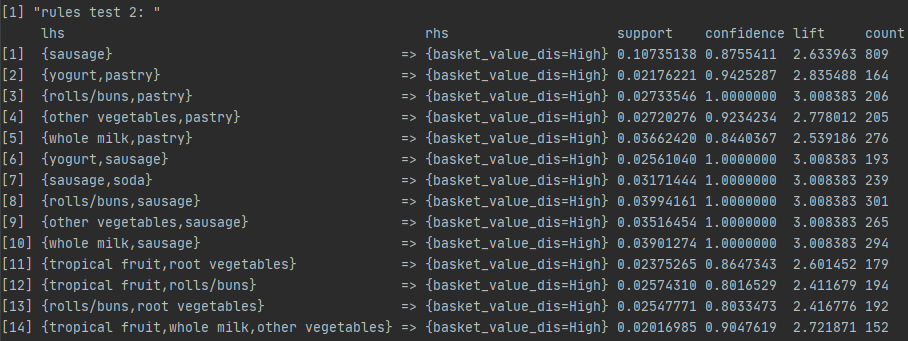 [1] "rules test 2: "
lhs rhs support confidence lift count
[1] {sausage} => {basket_value_dis=High} 0.10735138 0.8755411 2.633963 809
[2] {yogurt,pastry} => {basket_value_dis=High} 0.02176221 0.9425287 2.835488 164
[3] {rolls/buns,pastry} => {basket_value_dis=High} 0.02733546 1.0000000 3.008383 206
[4] {other vegetables,pastry} => {basket_value_dis=High} 0.02720276 0.9234234 2.778012 205
[5] {whole milk,pastry} => {basket_value_dis=High} 0.03662420 0.8440367 2.539186 276
[6] {yogurt,sausage} => {basket_value_dis=High} 0.02561040 1.0000000 3.008383 193
[7] {sausage,soda} => {basket_value_dis=High} 0.03171444 1.0000000 3.008383 239
[8] {rolls/buns,sausage} => {basket_value_dis=High} 0.03994161 1.0000000 3.008383 301
[9] {other vegetables,sausage} => {basket_value_dis=High} 0.03516454 1.0000000 3.008383 265
[10] {whole milk,sausage} => {basket_value_dis=High} 0.03901274 1.0000000 3.008383 294
[11] {tropical fruit,root vegetables} => {basket_value_dis=High} 0.02375265 0.8647343 2.601452 179
[12] {tropical fruit,rolls/buns} => {basket_value_dis=High} 0.02574310 0.8016529 2.411679 194
[13] {rolls/buns,root vegetables} => {basket_value_dis=High} 0.02547771 0.8033473 2.416776 192
[14] {tropical fruit,whole milk,other vegetables} => {basket_value_dis=High} 0.02016985 0.9047619 2.721871 152